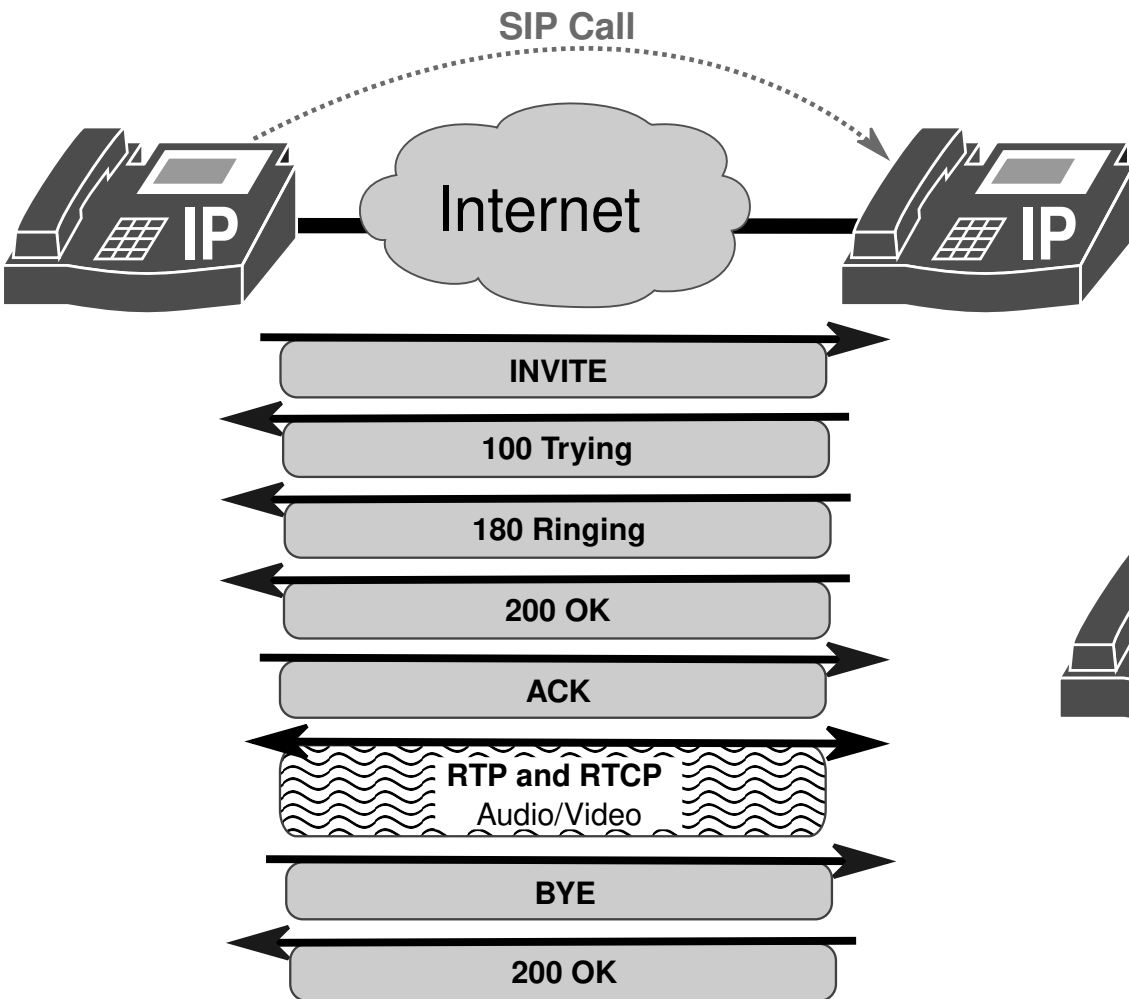 SIP Call
IP
Internet
IP
INVITE
100 Trying
180 Ringing
200 OK
ACK
RTP and RTCP
Audio/Video
BYE
200 OK